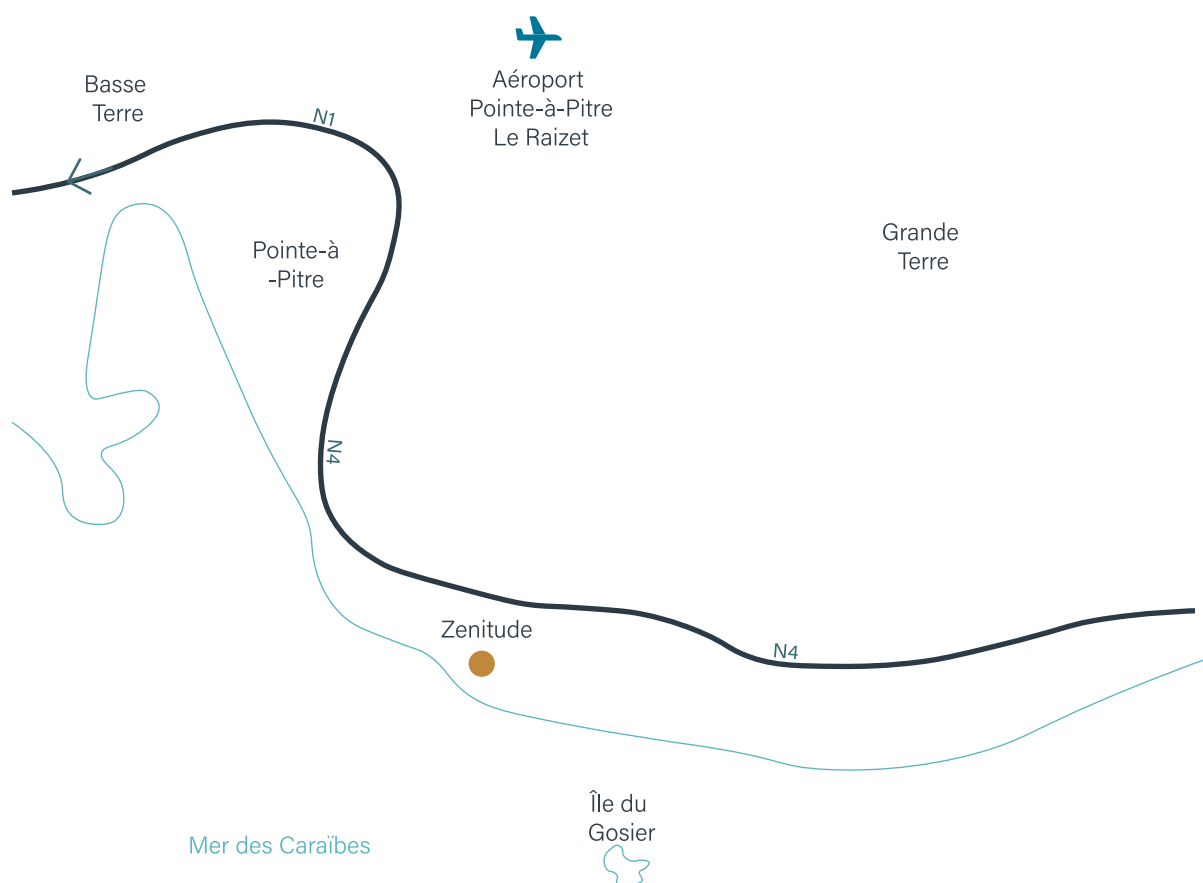 Basse
Terre
N1
Aéroport
Pointe-à-Pitre
Le Raizet
Pointe-à
-Pitre
Grande
Terre
N4
Zenitude
N4
Île du
Gosier
Mer des Caraïbes